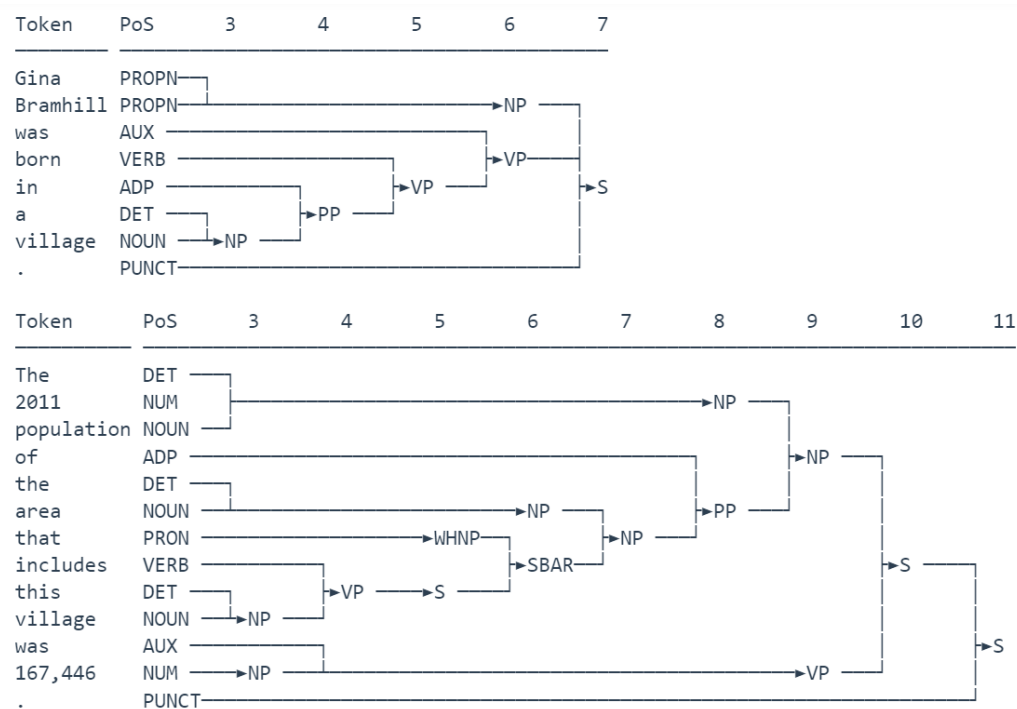 Token PoS 3 4 5 6 7
Gina PROPN
Bramhill PROPN NP
was AUX
born VERB VP
in ADP VP S
a DET PP
village NOUN NP
. PUNCT
Token PoS 3 4 5 6 7 8 9 10 11
The DET
2011 NUM NP
population NOUN
of ADP NP
the DET
area NOUN NP PP
that PRON WHNP NP
includes VERB SBAR S
this DET VP S
village NOUN NP
was AUX S
167,446 NUM NP VP
. PUNCT